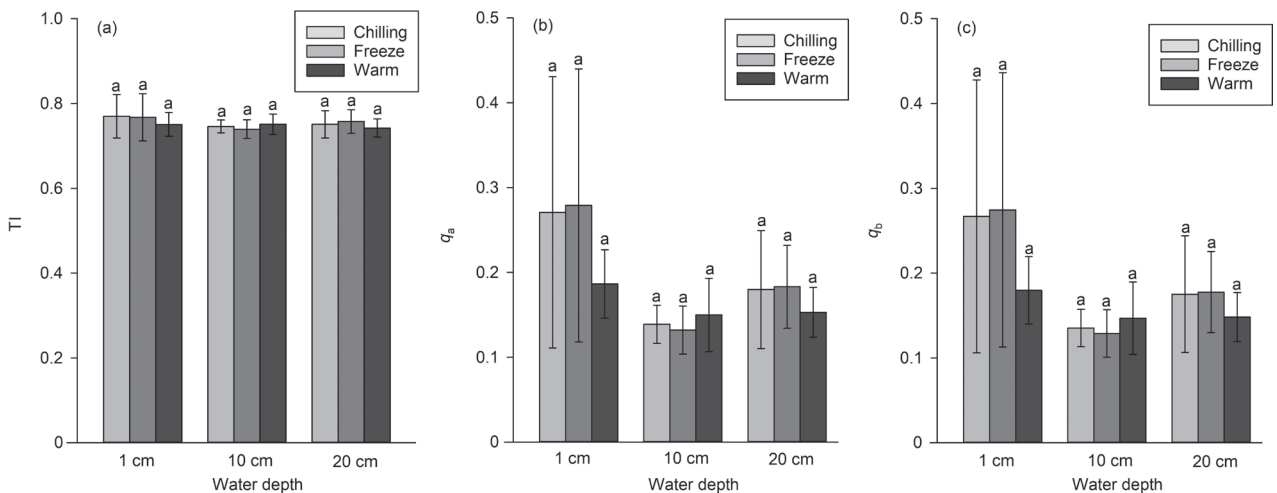 (a)
Chilling
Freeze
Warm
1.0
0.8
0.6
0.4
0.2
0
TI
a a a
a a a
a a a
1 cm 10 cm 20 cm
Water depth
(b)
Chilling
Freeze
Warm
0.5
0.4
0.3
0.2
0.1
0
qa
a a a
a a a
a a a
1 cm 10 cm 20 cm
Water depth
(c)
Chilling
Freeze
Warm
0.5
0.4
0.3
0.2
0.1
0
qb
a a a
a a a
a a a
1 cm 10 cm 20 cm
Water depth